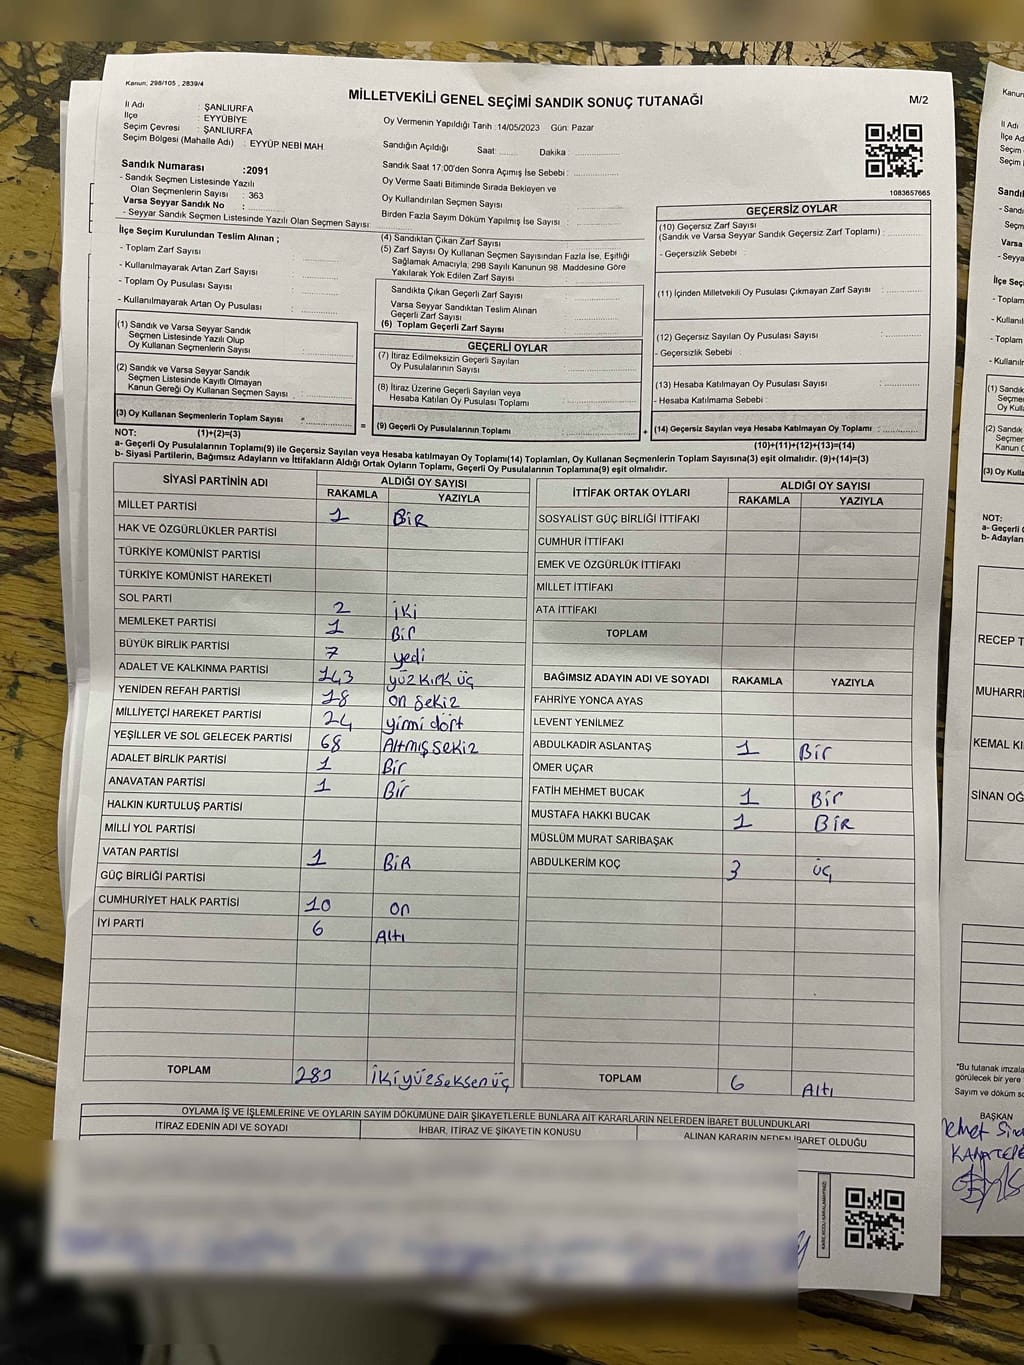 Kanun: 298/105 , 2839/4
MİLLETVEKİLİ GENEL SEÇİMİ SANDIK SONUÇ TUTANAĞI
M/2
İl Adı : ŞANLIURFA
İlçe : EYYÜBİYE
Seçim Çevresi : ŞANLIURFA
Seçim Bölgesi (Mahalle Adı) : EYYÜP NEBİ MAH
Sandık Numarası :2091
- Sandık Seçmen Listesinde Yazılı
Olan Seçmenlerin Sayısı : 363
Varsa Seyyar Sandık No :
- Seyyar Sandık Seçmen Listesinde Yazılı Olan Seçmen Sayısı:
Oy Vermenin Yapıldığı Tarih :14/05/2023 Gün: Pazar
Sandığın Açıldığı Saat: Dakika :
Sandık Saat 17:00'den Sonra Açımış İse Sebebi :
Oy Verme Saati Bitiminde Sırada Bekleyen ve
Oy Kullandırılan Seçmen Sayısı
Birden Fazla Sayım Döküm Yapılmış İse Sayısı :
1083657665
İlçe Seçim Kurulundan Teslim Alınan ;
- Toplam Zarf Sayısı :
- Kullanılmayarak Artan Zarf Sayısı :
- Toplam Oy Pusulası Sayısı :
- Kullanılmayarak Artan Oy Pusulası :
(1) Sandık ve Varsa Seyyar Sandık
Seçmen Listesinde Yazılı Olup
Oy Kullanan Seçmenlerin Sayısı
(2) Sandık ve Varsa Seyyar Sandık
Seçmen Listesinde Kayıtlı Olmayan
Kanun Gereği Oy Kullanan Seçmen Sayısı :
(3) Oy Kullanan Seçmenlerin Toplam Sayısı
(1)+(2)=(3)
(4) Sandıktan Çıkan Zarf Sayısı :
(5) Zarf Sayısı Oy Kullanan Seçmen Sayısından Fazla İse, Eşitliği
Sağlamak Amacıyla, 298 Sayılı Kanunun 98. Maddesine Göre
Yakılarak Yok Edilen Zarf Sayısı :
Sandıkta Çıkan Geçerli Zarf Sayısı :
Varsa Seyyar Sandıktan Teslim Alınan
Geçerli Zarf Sayısı :
(6) Toplam Geçerli Zarf Sayısı
GEÇERLİ OYLAR
(7) İtiraz Edilmeksizin Geçerli Sayılan
Oy Pusulalarının Sayısı :
(8) İtiraz Üzerine Geçerli Sayılan veya
Hesaba Katılan Oy Pusulası Toplamı :
= (9) Geçerli Oy Pusulalarının Toplamı :
GEÇERSİZ OYLAR
(10) Geçersiz Zarf Sayısı
(Sandık ve Varsa Seyyar Sandık Geçersiz Zarf Toplamı) :
- Geçersizlik Sebebi :
(11) İçinden Milletvekili Oy Pusulası Çıkmayan Zarf Sayısı :
(12) Geçersiz Sayılan Oy Pusulası Sayısı :
- Geçersizlik Sebebi
(13) Hesaba Katılmayan Oy Pusulası Sayısı :
- Hesaba Katılmama Sebebi :
+ (14) Geçersiz Sayılan veya Hesaba Katılmayan Oy Toplamı :
(10)+(11)+(12)+(13)=(14)
NOT:
a- Geçerli Oy Pusulalarının Toplamı(9) ile Geçersiz Sayılan veya Hesaba katılmayan Oy Toplamı(14) Toplamları, Oy Kullanan Seçmenlerin Toplam Sayısına(3) eşit olmalıdır. (9)+(14)=(3)
b- Siyasi Partilerin, Bağımsız Adayların ve İttifakların Aldığı Ortak Oyların Toplamı, Geçerli Oy Pusulalarının Toplamına(9) eşit olmalıdır.
SİYASİ PARTİNİN ADI ALDIĞI OY SAYISI
RAKAMLA YAZIYLA
MİLLET PARTİSİ 1 BİR
HAK VE ÖZGÜRLÜKLER PARTİSİ
TÜRKİYE KOMÜNİST PARTİSİ
TÜRKİYE KOMÜNİST HAREKETİ
SOL PARTİ 2 iki
MEMLEKET PARTİSİ 1 Bir
BÜYÜK BİRLİK PARTİSİ 7 yedi
ADALET VE KALKINMA PARTİSİ 143 yüz kırk üç
YENİDEN REFAH PARTİSİ 18 on sekiz
MİLLİYETÇİ HAREKET PARTİSİ 24 yirmi dört
YEŞİLLER VE SOL GELECEK PARTİSİ 68 Altmış sekiz
ADALET BİRLİK PARTİSİ 1 Bir
ANAVATAN PARTİSİ 1 Bir
HALKIN KURTULUŞ PARTİSİ
MİLLİ YOL PARTİSİ
VATAN PARTİSİ 1 BİR
GÜÇ BİRLİĞİ PARTİSİ
CUMHURİYET HALK PARTİSİ 10 on
İYİ PARTİ 6 Altı
TOPLAM 283 iki yüz seksen üç
İTTİFAK ORTAK OYLARI ALDIĞI OY SAYISI
RAKAMLA YAZIYLA
SOSYALİST GÜÇ BİRLİĞİ İTTİFAKI
CUMHUR İTTİFAKI
EMEK VE ÖZGÜRLÜK İTTİFAKI
MİLLET İTTİFAKI
ATA İTTİFAKI
TOPLAM
BAĞIMSIZ ADAYIN ADI VE SOYADI RAKAMLA YAZIYLA
FAHRİYE YONCA AYAS
LEVENT YENİLMEZ
ABDULKADİR ASLANTAŞ 1 Bir
ÖMER UÇAR
FATİH MEHMET BUCAK 1 Bir
MUSTAFA HAKKI BUCAK 1 BİR
MÜSLÜM MURAT SARIBAŞAK
ABDULKERİM KOÇ 3 üç
TOPLAM 6 Altı
OYLAMA İŞ VE İŞLEMLERİNE VE OYLARIN SAYIM DÖKÜMÜNE DAİR ŞİKAYETLERLE BUNLARA AİT KARARLARIN NELERDEN İBARET BULUNDUKLARI
İTİRAZ EDENİN ADI VE SOYADI İHBAR, İTİRAZ VE ŞİKAYETİN KONUSU ALINAN KARARIN NEDEN İBARET OLDUĞU
Kanun
İl Adı
İlçe Ad
Seçim
Seçim
Sandı
- Sand
Olan
Varsa
- Seyya
İlçe Seç
- Toplam
- Kullanıl
- Toplam
- Kullanıl
(1) Sandık
Seçme
(2) Sandık
Seçme
Kanun G
(3) Oy Kulla
NOT:
a- Geçerli
b- Adayları
RECEP T
MUHARR
KEMAL KI
SİNAN OĞ
*Bu tutanak imzala
görülecek bir yere
Sayım ve döküm so
BAŞKAN